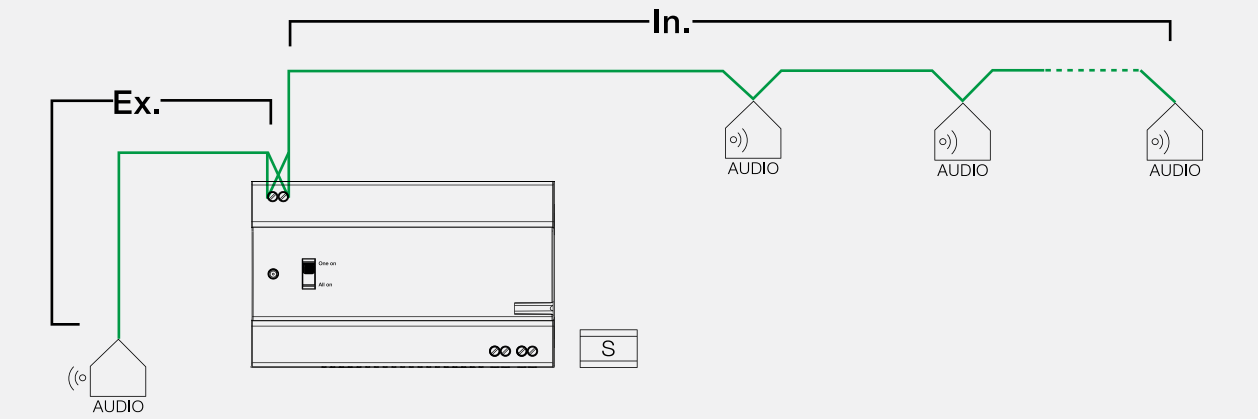 In.
Ex.
AUDIO
AUDIO
AUDIO
One on
All on
S
AUDIO